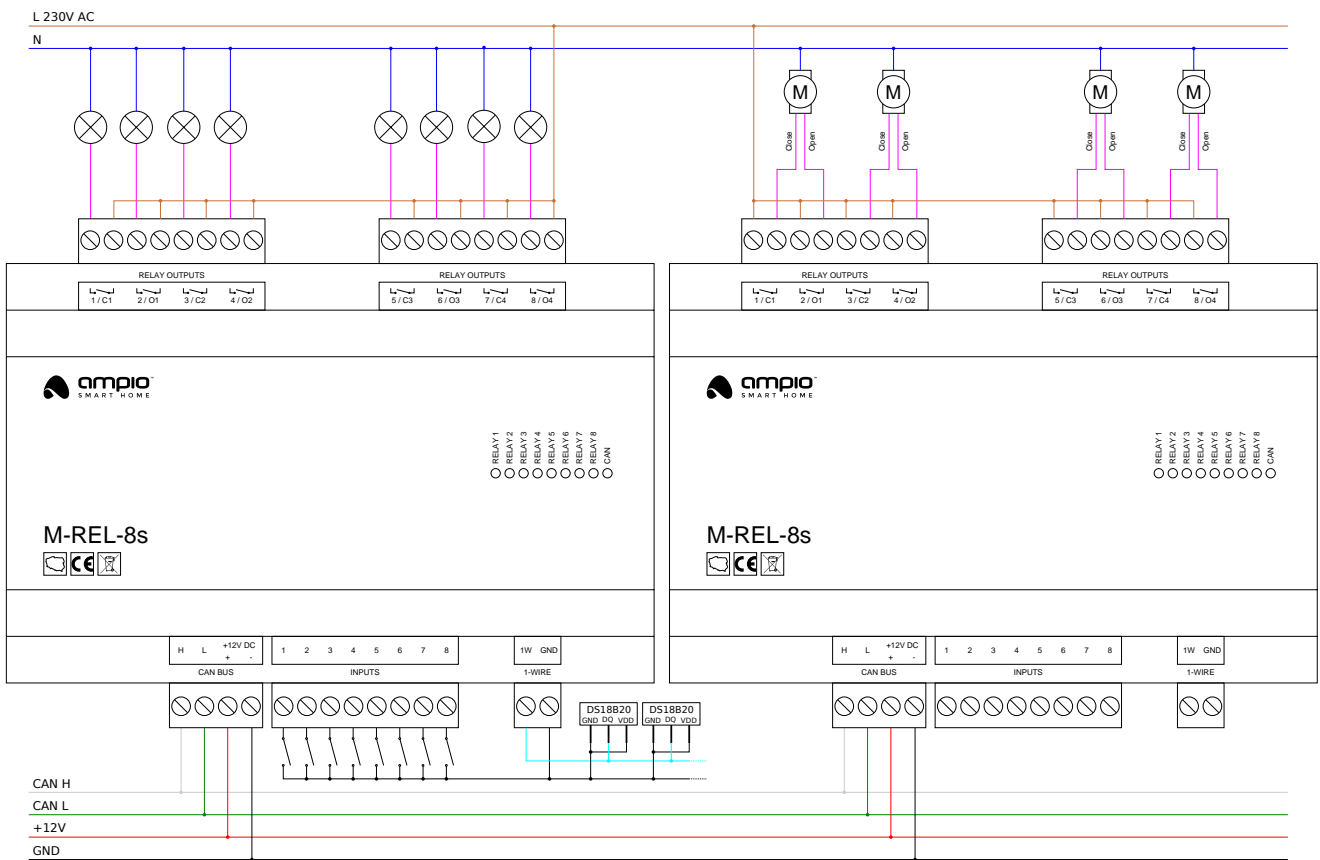 L 230V AC
N
M M M M
Close Open Close Open Close Open Close Open
RELAY OUTPUTS RELAY OUTPUTS RELAY OUTPUTS RELAY OUTPUTS
1 / C1 2 / O1 3 / C2 4 / O2 5 / C3 6 / O3 7 / C4 8 / O4 1 / C1 2 / O1 3 / C2 4 / O2 5 / C3 6 / O3 7 / C4 8 / O4
ampio™ ampio™
SMART HOME SMART HOME
RELAY 1 RELAY 2 RELAY 3 RELAY 4 RELAY 5 RELAY 6 RELAY 7 RELAY 8 CAN RELAY 1 RELAY 2 RELAY 3 RELAY 4 RELAY 5 RELAY 6 RELAY 7 RELAY 8 CAN
M-REL-8s M-REL-8s
CE CE
H L +12V DC 1 2 3 4 5 6 7 8 1W GND H L +12V DC 1 2 3 4 5 6 7 8 1W GND
+ - + -
CAN BUS INPUTS 1-WIRE CAN BUS INPUTS 1-WIRE
DS18B20 DS18B20
GND DQ VDD GND DQ VDD
CAN H
CAN L
+12V
GND